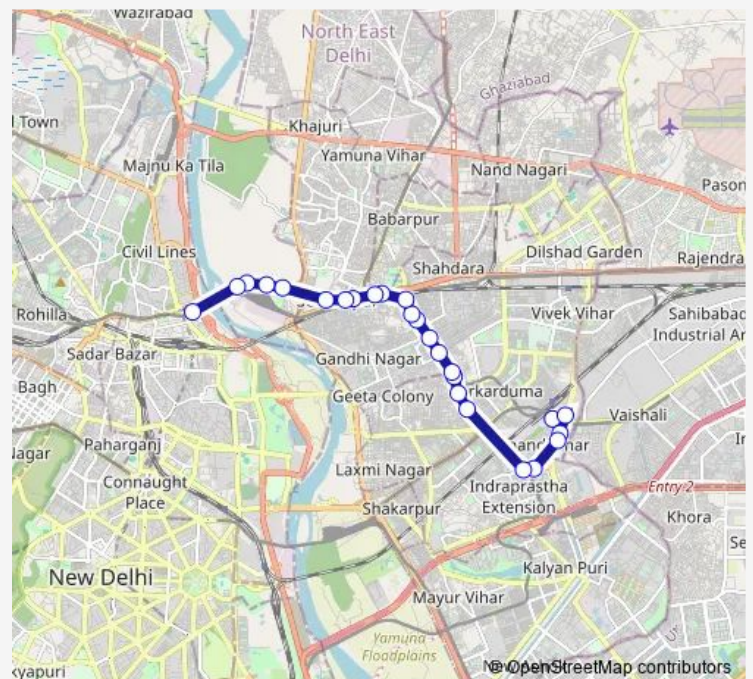 Wazirabad
North East
Delhi
Ghaziabad
Town
Khajuri
Majnu Ka Tila
Yamuna Vihar
Nand Nagari
Pason
Babarpur
Civil Lines
Shahdara
Dilshad Garden
Rajendra
Rohilla
Vivek Vihar
Sahibabad
Industrial Ar
Sadar Bazar
Gandhi Nagar
Bagh
Geeta Colony
rkarduma
Vaishali
Paharganj
Laxmi Nagar
Connaught
Place
Indraprastha
Extension
Entry 2
Shakarpur
Khora
New Delhi
Kalyan Puri
Mayur Vihar
Yamuna
Floodplains
kyapuri
© OpenStreetMap contributors